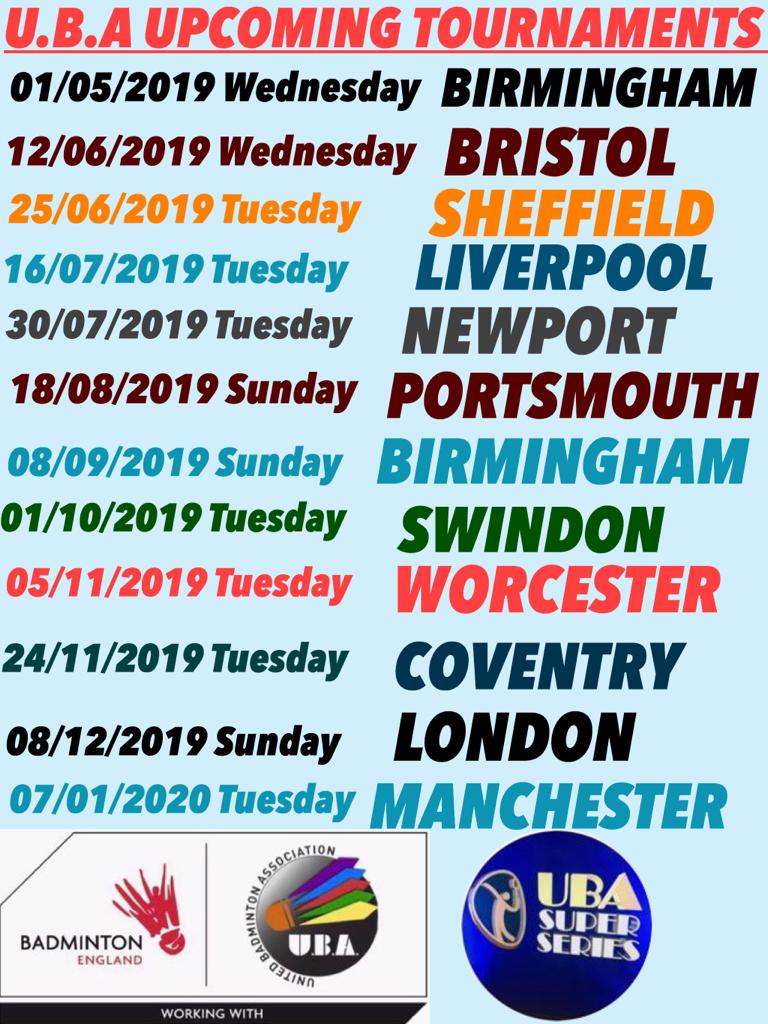 U.B.A UPCOMING TOURNAMENTS
01/05/2019 Wednesday BIRMINGHAM
12/06/2019 Wednesday BRISTOL
25/06/2019 Tuesday SHEFFIELD
16/07/2019 Tuesday LIVERPOOL
30/07/2019 Tuesday NEWPORT
18/08/2019 Sunday PORTSMOUTH
08/09/2019 Sunday BIRMINGHAM
01/10/2019 Tuesday SWINDON
05/11/2019 Tuesday WORCESTER
24/11/2019 Tuesday COVENTRY
08/12/2019 Sunday LONDON
07/01/2020 Tuesday MANCHESTER
BADMINTON
ENGLAND
UNITED BADMINTON ASSOCIATION
U.B.A.
UBA
SUPER
SERIES
WORKING WITH